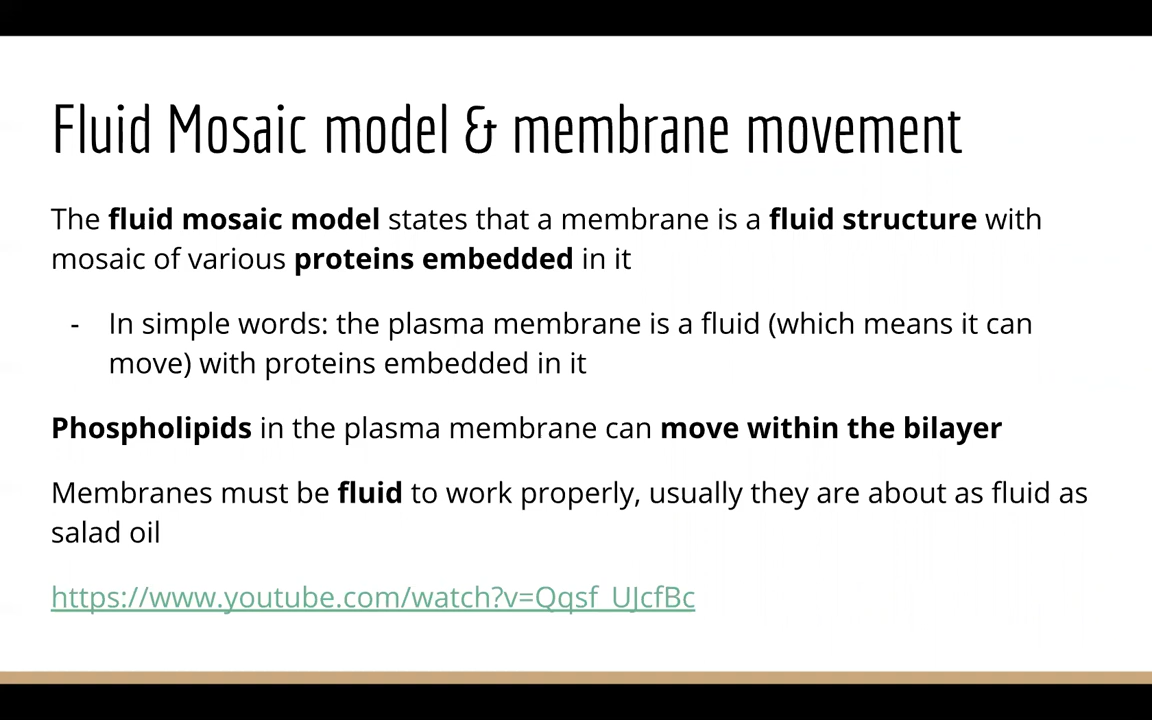 Fluid Mosaic model & membrane movement
The fluid mosaic model states that a membrane is a fluid structure with
mosaic of various proteins embedded in it
- In simple words: the plasma membrane is a fluid (which means it can
move) with proteins embedded in it
Phospholipids in the plasma membrane can move within the bilayer
Membranes must be fluid to work properly, usually they are about as fluid as
salad oil
https://www.youtube.com/watch?v=Qqsf_UJcfBc